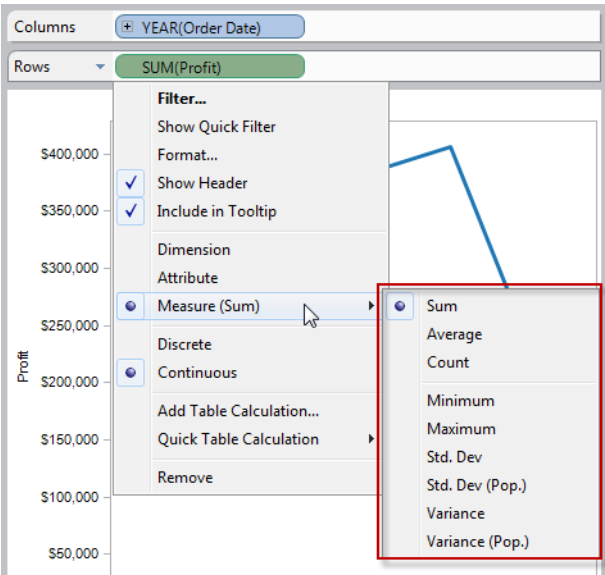 Columns
YEAR(Order Date)
Rows
SUM(Profit)
Filter...
Show Quick Filter
Format...
Show Header
Include in Tooltip
Dimension
Attribute
Measure (Sum)
Discrete
Continuous
Add Table Calculation...
Quick Table Calculation
Remove
Sum
Average
Count
Minimum
Maximum
Std. Dev
Std. Dev (Pop.)
Variance
Variance (Pop.)
Profit
$400,000
$350,000
$300,000
$250,000
$200,000
$150,000
$100,000
$50,000